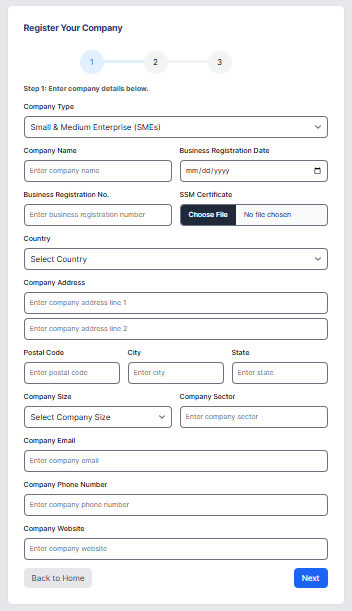 Register Your Company
1 2 3
Step 1: Enter company details below.
Company Type
Small & Medium Enterprise (SMEs)
Company Name Business Registration Date
Enter company name mm/dd/yyyy
Business Registration No. SSM Certificate
Enter business registration number Choose File No file chosen
Country
Select Country
Company Address
Enter company address line 1
Enter company address line 2
Postal Code City State
Enter postal code Enter city Enter state
Company Size Company Sector
Select Company Size Enter company sector
Company Email
Enter company email
Company Phone Number
Enter company phone number
Company Website
Enter company website
Back to Home Next